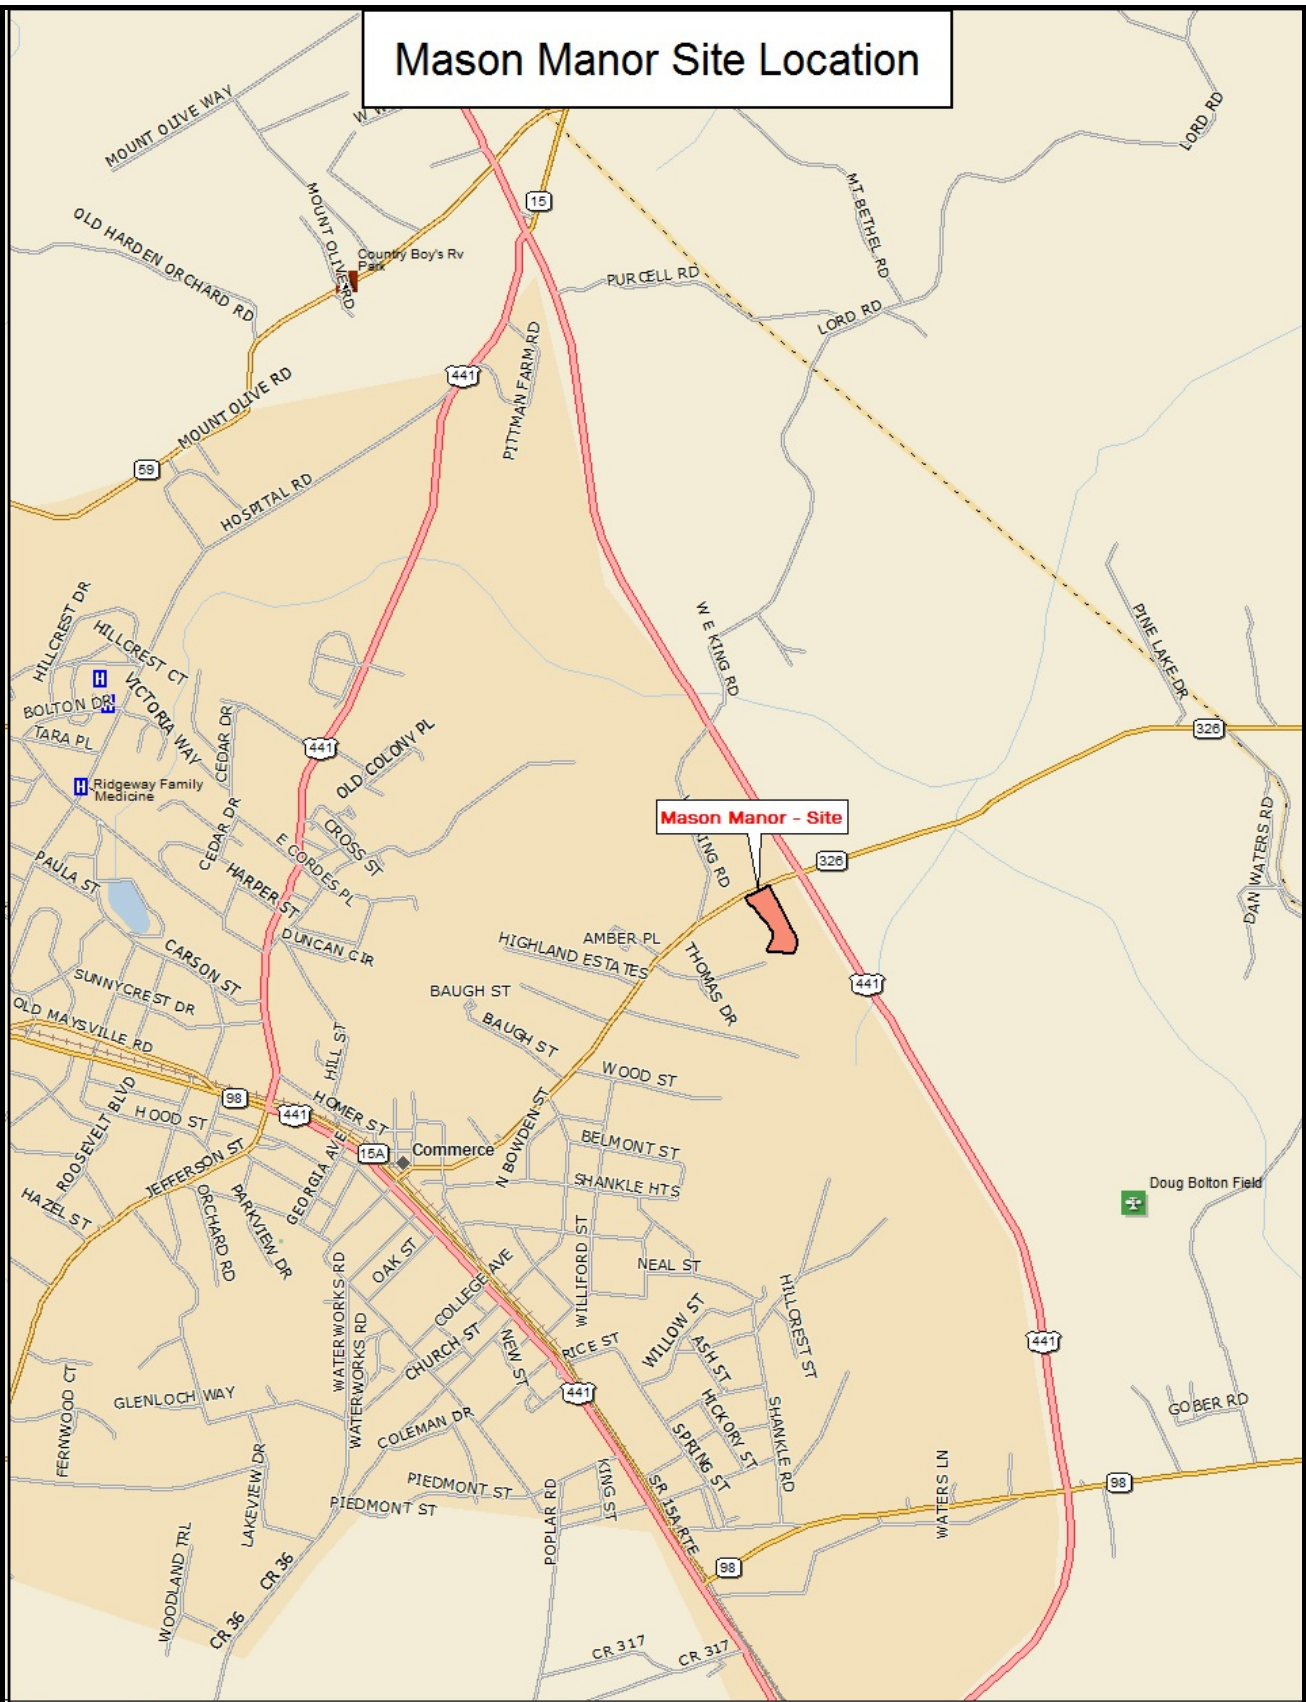 Mason Manor Site Location
MOUNT OLIVE WAY
LORD RD
MT BETHEL RD
15
MOUNT OLIVE RD
OLD HARDEN ORCHARD RD
Country Boy's Rv
Park
PURCELL RD
LORD RD
PITTMAN FARM RD
441
MOUNT OLIVE RD
59
HOSPITAL RD
HILLCREST DR
HILLCREST CT
W E KING RD
PINE LAKE DR
H
BOLTON DR
VICTORIA WAY
TARA PL
CEDAR DR
441
OLD COLONY PL
326
H
Ridgeway Family
Medicine
CEDAR DR
CROSS ST
E CORDES PL
Mason Manor - Site
KING RD
326
DAN WATERS RD
PAULA ST
HARPER ST
DUNCAN CIR
CARSON ST
AMBER PL
HIGHLAND ESTATES
THOMAS DR
441
SUNNYCREST DR
BAUGH ST
OLD MAYSVILLE RD
BAUGH ST
HILL ST
WOOD ST
98
ROOSEVELT BLVD
HOOD ST
441
HOMER ST
N BOWDEN ST
15A
Commerce
BELMONT ST
JEFFERSON ST
GEORGIA AVE
SHANKLE HTS
Doug Bolton Field
HAZEL ST
ORCHARD RD
PARKVIEW DR
OAK ST
COLLEGE AVE
WILLIFORD ST
NEAL ST
WATERWORKS RD
HILLCREST ST
WATERWORKS RD
CHURCH ST
NEW ST
RICE ST
WILLOW ST
ASH ST
441
FERNWOOD CT
GLENLOCH WAY
441
HICKORY ST
SHANKLE RD
GOBER RD
COLEMAN DR
SPRING ST
LAKEVIEW DR
PIEDMONT ST
PIEDMONT ST
KING ST
SR 15A RTE
WATERS LN
98
POPLAR RD
98
WOODLAND TRL
CR 36
CR 36
CR 317
CR 317